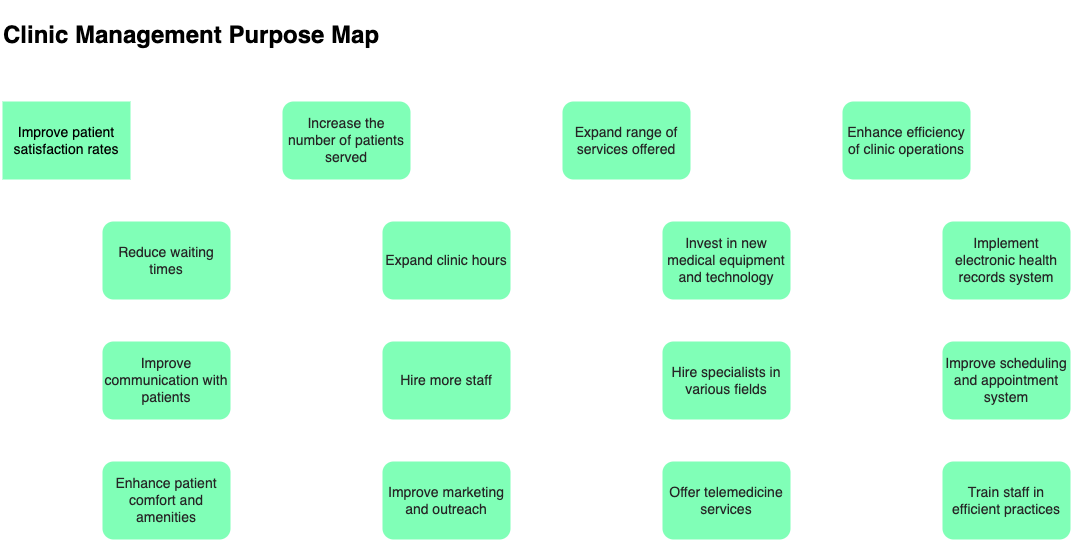 Clinic Management Purpose Map
Improve patient
satisfaction rates
Increase the
number of patients
served
Expand range of
services offered
Enhance efficiency
of clinic operations
Reduce waiting
times
Expand clinic hours
Invest in new
medical equipment
and technology
Implement
electronic health
records system
Improve
communication with
patients
Hire more staff
Hire specialists in
various fields
Improve scheduling
and appointment
system
Enhance patient
comfort and
amenities
Improve marketing
and outreach
Offer telemedicine
services
Train staff in
efficient practices